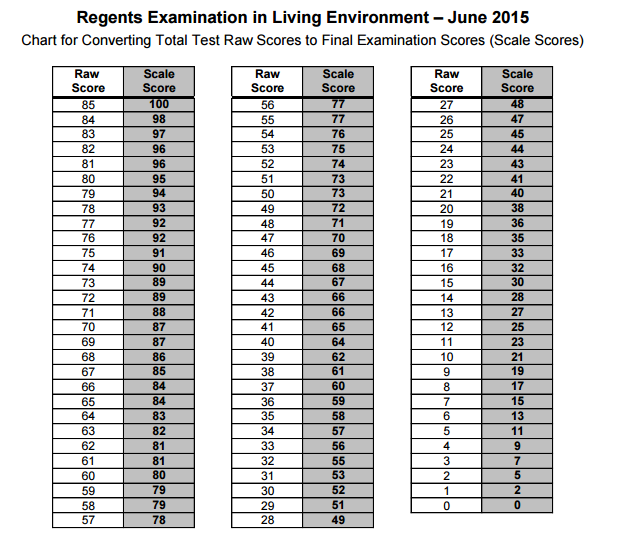 Regents Examination in Living Environment – June 2015
Chart for Converting Total Test Raw Scores to Final Examination Scores (Scale Scores)
Raw Score Scale Score Raw Score Scale Score Raw Score Scale Score
85 100 56 77 27 48
84 98 55 77 26 47
83 97 54 76 25 45
82 96 53 75 24 44
81 96 52 74 23 43
80 95 51 73 22 41
79 94 50 73 21 40
78 93 49 72 20 38
77 92 48 71 19 36
76 92 47 70 18 35
75 91 46 69 17 33
74 90 45 68 16 32
73 89 44 67 15 30
72 89 43 66 14 28
71 88 42 66 13 27
70 87 41 65 12 25
69 87 40 64 11 23
68 86 39 62 10 21
67 85 38 61 9 19
66 84 37 60 8 17
65 84 36 59 7 15
64 83 35 58 6 13
63 82 34 57 5 11
62 81 33 56 4 9
61 81 32 55 3 7
60 80 31 53 2 5
59 79 30 52 1 2
58 79 29 51 0 0
57 78 28 49